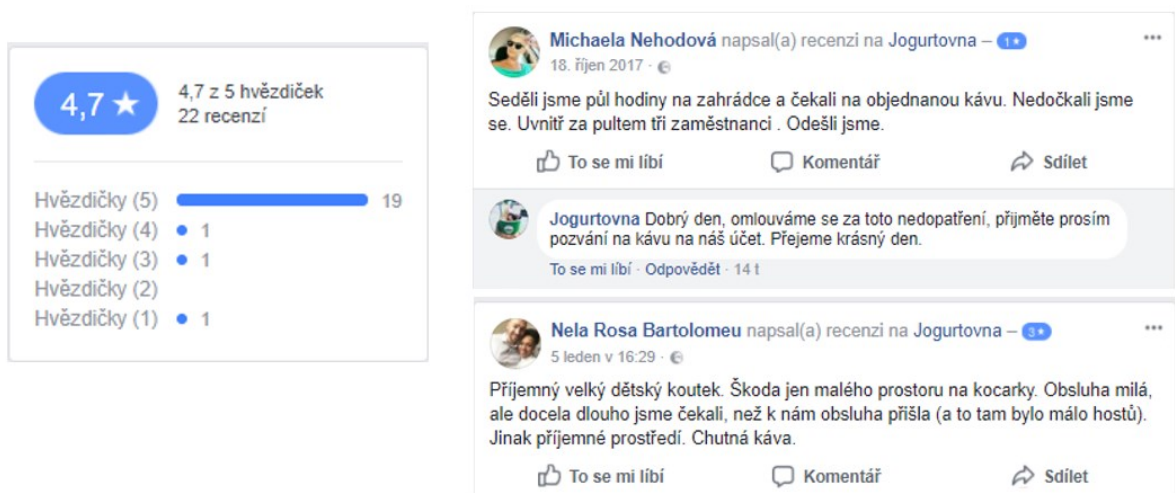 4,7 ★
4,7 z 5 hvězdiček
22 recenzí
Hvězdičky (5) 19
Hvězdičky (4) 1
Hvězdičky (3) 1
Hvězdičky (2)
Hvězdičky (1) 1
Michaela Nehodová napsal(a) recenzi na Jogurtovna – 1★
18. říjen 2017 ·
Seděli jsme půl hodiny na zahrádce a čekali na objednanou kávu. Nedočkali jsme
se. Uvnitř za pultem tři zaměstnanci . Odešli jsme.
To se mi líbí Komentář Sdílet
Jogurtovna Dobrý den, omlouváme se za toto nedopatření, přijměte prosím
pozvání na kávu na náš účet. Přejeme krásný den.
To se mi líbí · Odpovědět · 14 t
Nela Rosa Bartolomeu napsal(a) recenzi na Jogurtovna – 3★
5 leden v 16:29 ·
Příjemný velký dětský koutek. Škoda jen malého prostoru na kocarky. Obsluha milá,
ale docela dlouho jsme čekali, než k nám obsluha přišla (a to tam bylo málo hostů).
Jinak příjemné prostředí. Chutná káva.
To se mi líbí Komentář Sdílet